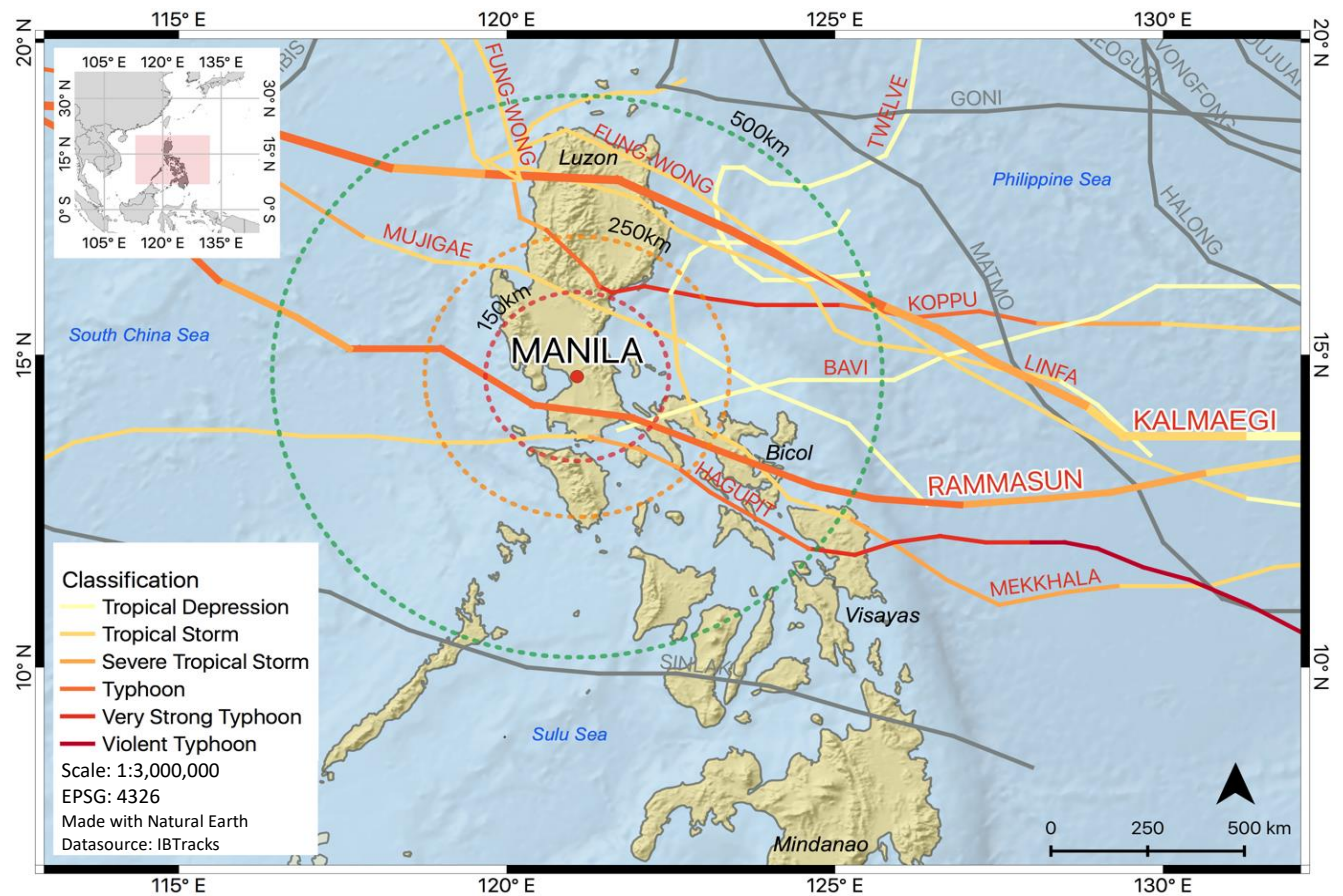 115° E
120° E
125° E
130° E
20° N
15° N
10° N
20° N
15° N
10° N
105° E
120° E
135° E
30° N
15° N
0° S
30° N
15° N
0° S
105° E
120° E
135° E
FUNG-WONG
FUNG-WONG
TWELVE
GONI
VONGFONG
HALONG
MATMO
500km
250km
150km
Luzon
Philippine Sea
MUJIGAE
KOPPU
South China Sea
MANILA
BAVI
LINFA
KALMAEGI
Bicol
RAMMASUN
HAGUPIT
MEKKHALA
Visayas
SINLAK
Sulu Sea
Mindanao
Classification
Tropical Depression
Tropical Storm
Severe Tropical Storm
Typhoon
Very Strong Typhoon
Violent Typhoon
Scale: 1:3,000,000
EPSG: 4326
Made with Natural Earth
Datasource: IBTracks
0 250 500 km
115° E
120° E
125° E
130° E